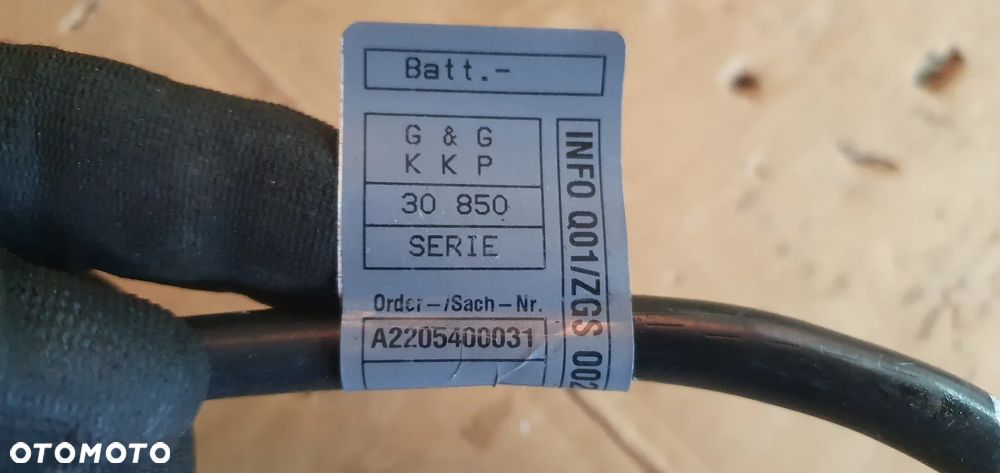 Batt.-
G & G
K K P
30 850
SERIE
Order-/Sach-Nr.
A2205400031
INFO Q01/ZGS 002
OTOMOTO